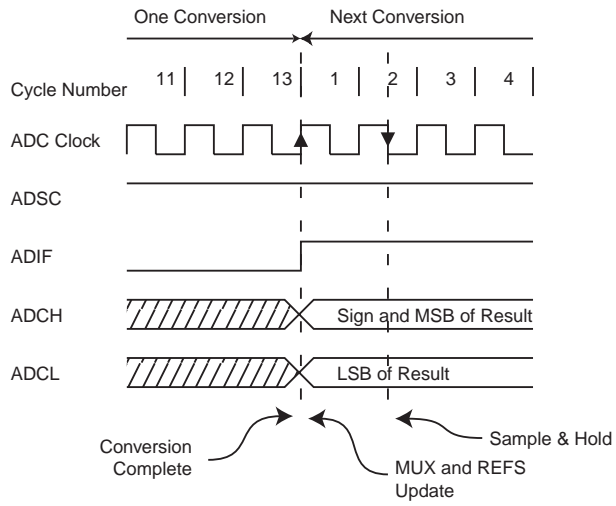 One Conversion Next Conversion
Cycle Number 11 12 13 1 2 3 4
ADC Clock
ADSC
ADIF
ADCH Sign and MSB of Result
ADCL LSB of Result
Conversion
Complete
MUX and REFS
Update
Sample & Hold